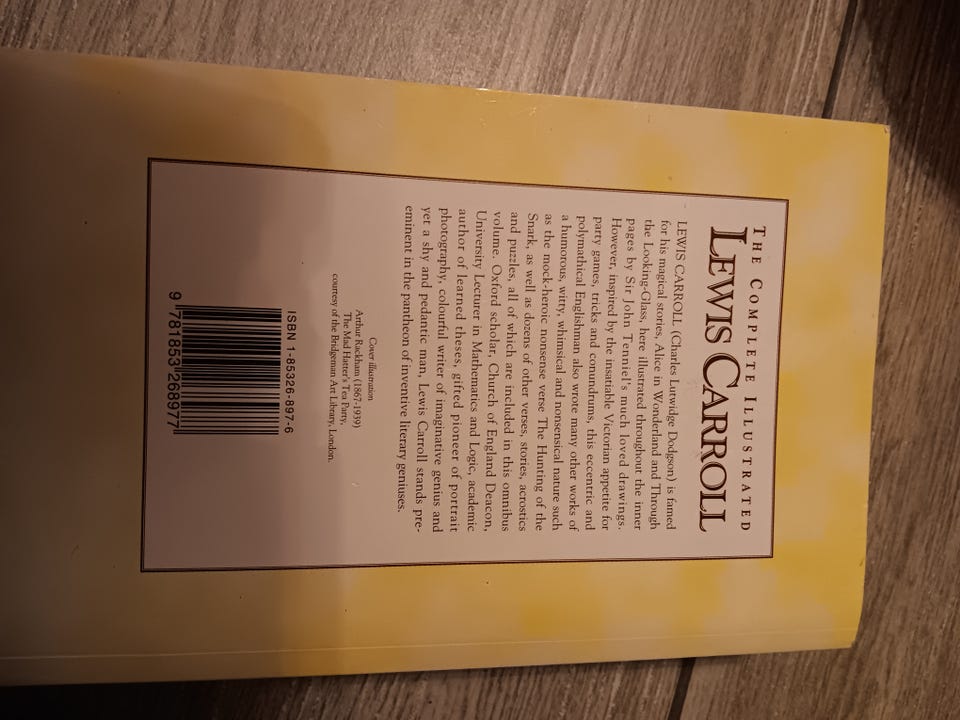 THE COMPLETE ILLUSTRATED
LEWIS CARROLL
LEWIS CARROLL (Charles Lutwidge Dodgson) is famed
for his magical stories, Alice in Wonderland and Through
the Looking-Glass, here illustrated throughout the inner
pages by Sir John Tenniel's much loved drawings.
However, inspired by the insatiable Victorian appetite for
party games, tricks and conundrums, this eccentric and
polymathical Englishman also wrote many other works of
a humorous, witty, whimsical and nonsensical nature such
as the mock-heroic nonsense verse The Hunting of the
Snark, as well as dozens of other verses, stories, acrostics
and puzzles, all of which are included in this omnibus
volume. Oxford scholar, Church of England Deacon,
University Lecturer in Mathematics and Logic, academic
author of learned theses, gifted pioneer of portrait
photography, colourful writer of imaginative genius and
yet a shy and pedantic man, Lewis Carroll stands pre-
eminent in the pantheon of inventive literary geniuses.
Cover illustration
Arthur Rackham (1867-1939)
The Mad Hatter's Tea Party,
courtesy of the Bridgeman Art Library, London.
ISBN 1-85326-897-6
9 781853 268977